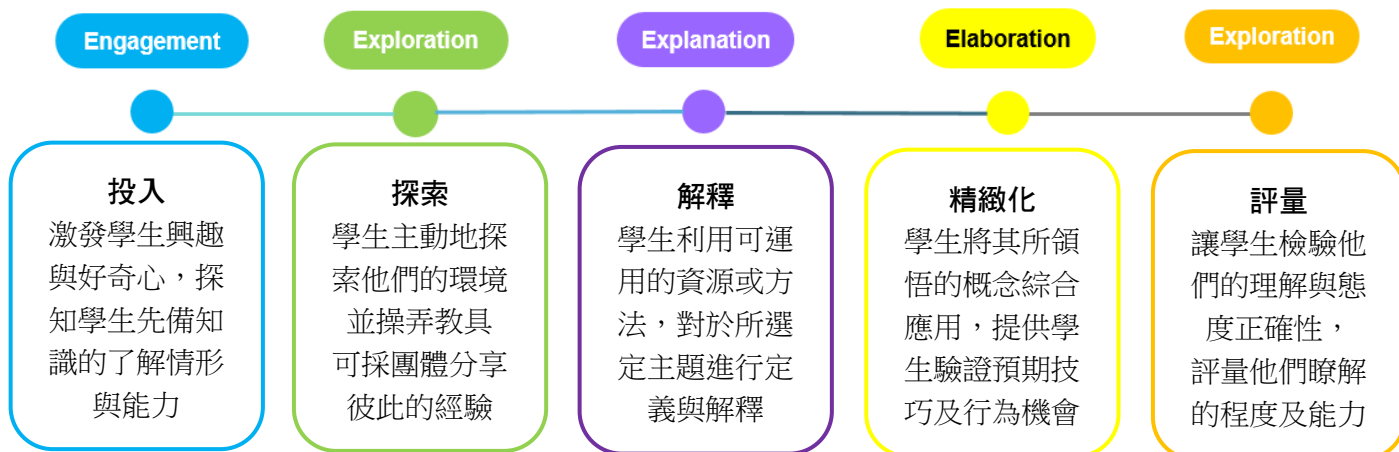 Engagement
Exploration
Explanation
Elaboration
Exploration
投入
激發學生興趣
與好奇心，探
知學生先備知
識的了解情形
與能力
探索
學生主動地探
索他們的環境
並操弄教具
可採團體分享
彼此的經驗
解釋
學生利用可運
用的資源或方
法，對於所選
定主題進行定
義與解釋
精緻化
學生將其所領
悟的概念綜合
應用，提供學
生驗證預期技
巧及行為機會
評量
讓學生檢驗他
們的理解與態
度正確性，
評量他們瞭解
的程度及能力